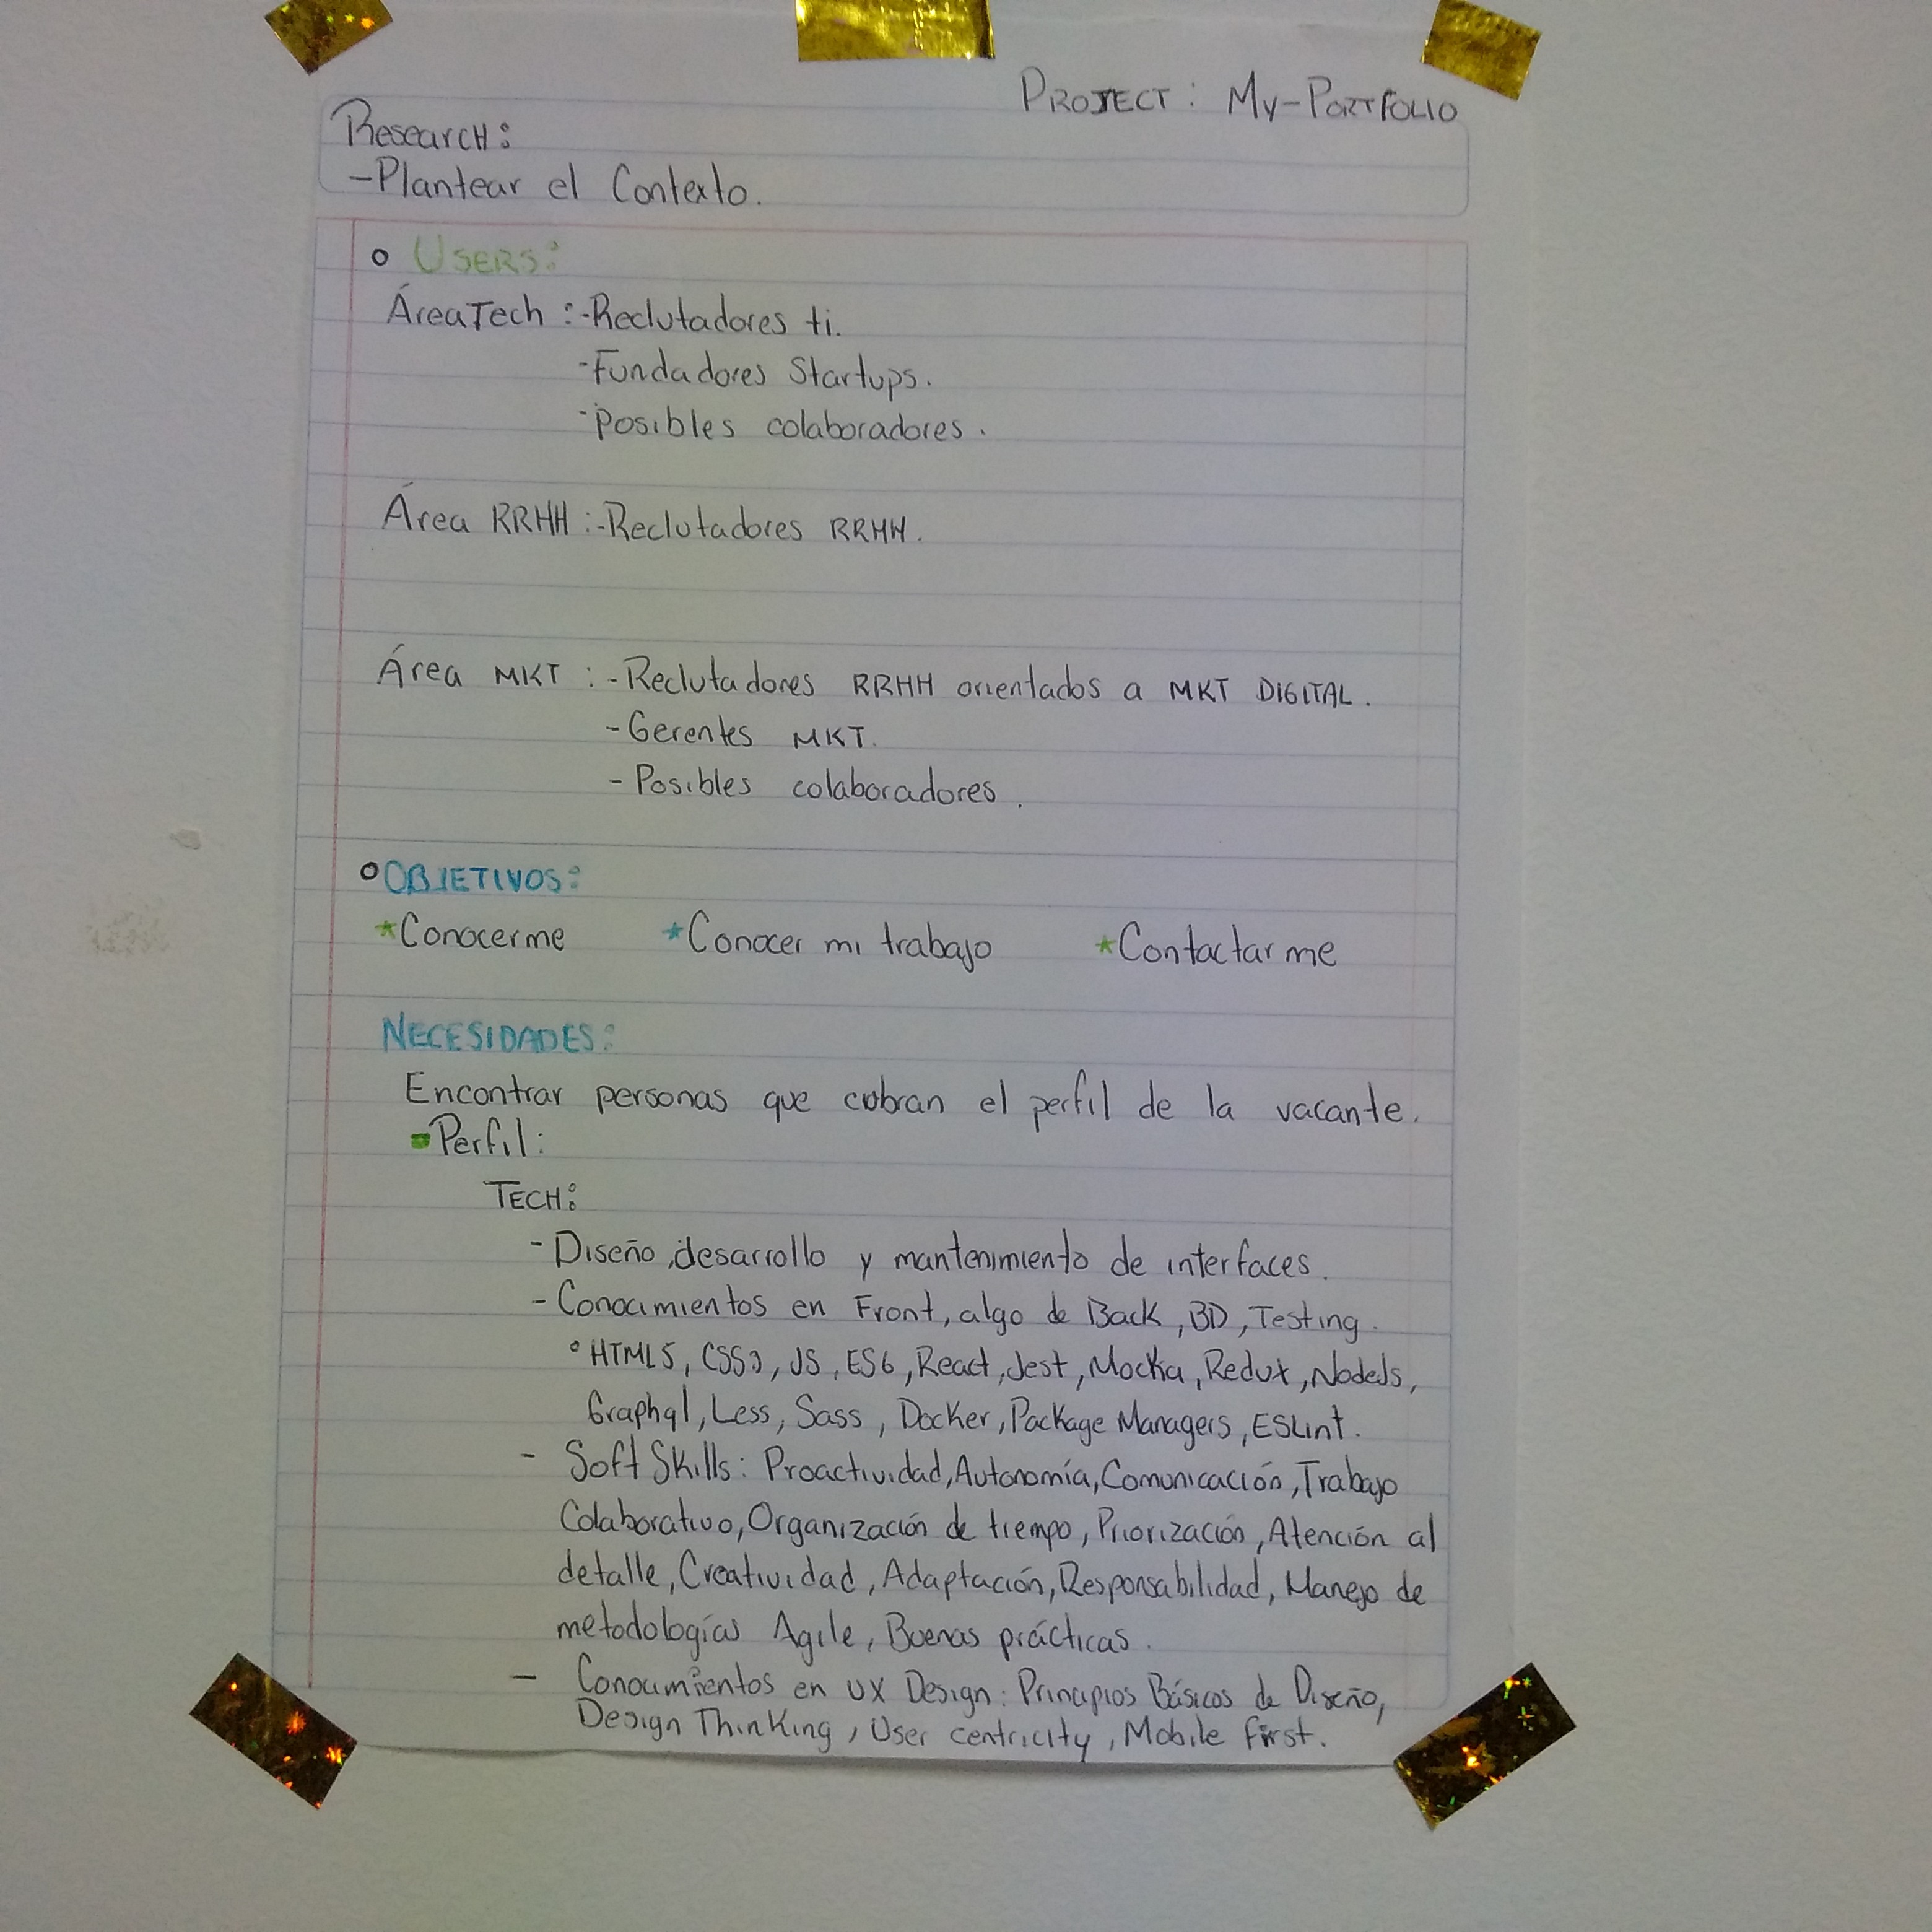 PROJECT: MY-PORTFOLIO
Research:
-Plantear el Contexto.
USERS:
ÁreaTech :-Reclutadores ti.
-Fundadores Startups.
-Posibles colaboradores.
Área RRHH :-Reclutadores RRHH.
Área MKT : -Reclutadores RRHH orientados a MKT DIGITAL.
-Gerentes MKT.
- Posibles colaboradores.
OBJETIVOS:
*Conocerme *Conocer mi trabajo *Contactarme
NECESIDADES:
Encontrar personas que cubran el perfil de la vacante.
Perfil:
TECH:
- Diseño, desarrollo y mantenimiento de interfaces.
- Conocimientos en Front, algo de Back, BD, Testing.
° HTML5, CSS3, JS, ES6, React, Jest, Mocka, Redux, NodeJs,
Graphql, Less, Sass, Docker, Package Managers, ESLint.
- Soft Skills: Proactividad, Autonomía, Comunicación, Trabajo
Colaborativo, Organización de tiempo, Priorización, Atención al
detalle, Creatividad, Adaptación, Responsabilidad, Manejo de
metodologías Agile, Buenas prácticas.
- Conocimientos en UX Design: Principios Básicos de Diseño,
Design Thinking, User centricity, Mobile first.